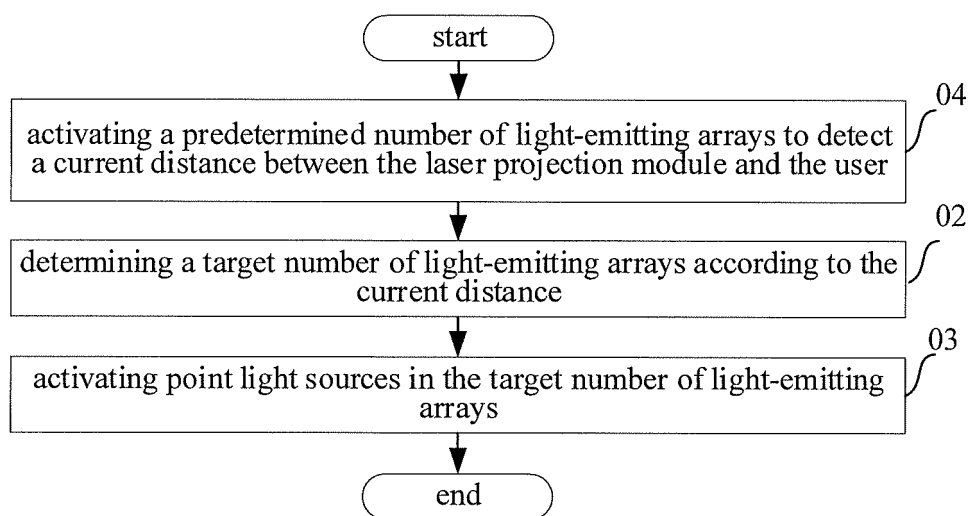 start
04
activating a predetermined number of light-emitting arrays to detect
a current distance between the laser projection module and the user
02
determining a target number of light-emitting arrays according to the
current distance
03
activating point light sources in the target number of light-emitting
arrays
end